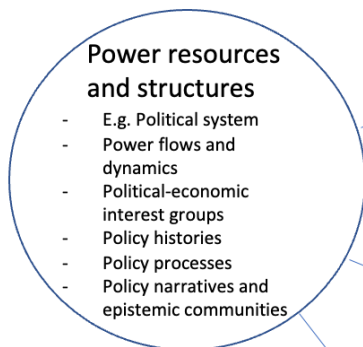 Power resources
and structures
- E.g. Political system
- Power flows and
dynamics
- Political-economic
interest groups
- Policy histories
- Policy processes
- Policy narratives and
epistemic communities